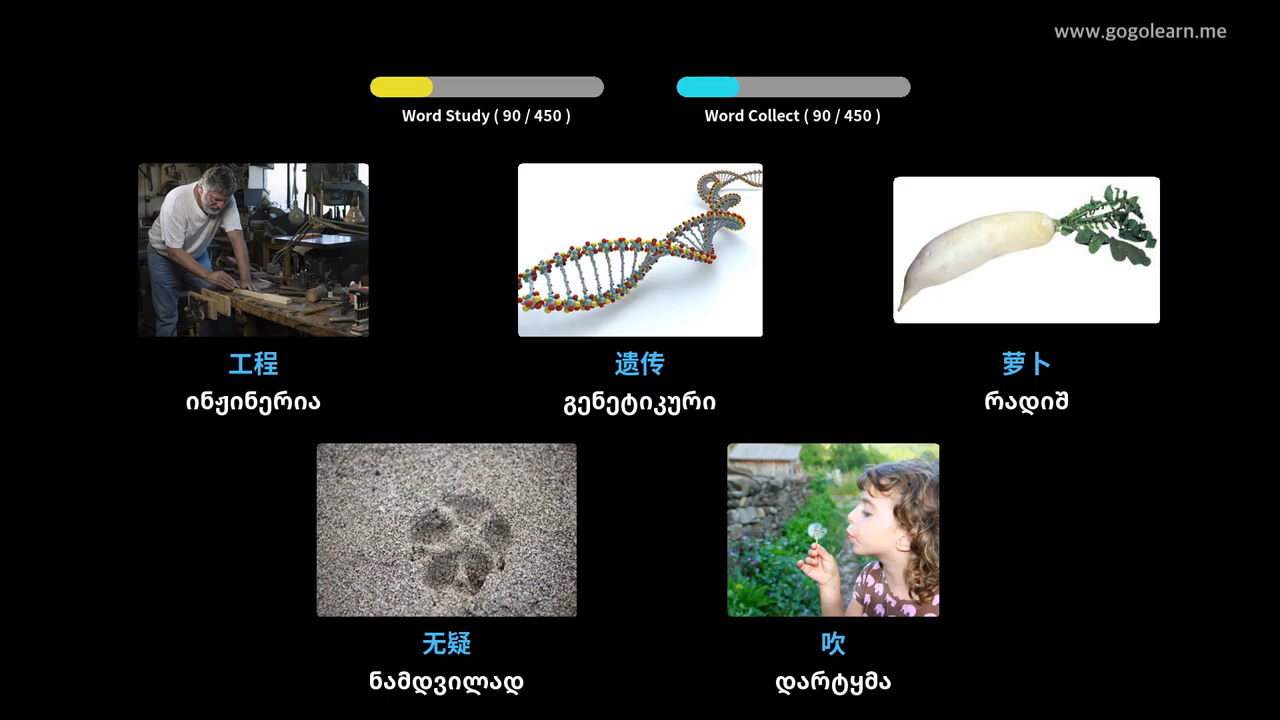 www.gogolearn.me
Word Study ( 90 / 450 )
Word Collect ( 90 / 450 )
工程
ინჟინერია
遗传
გენეტიკური
萝卜
რადიშ
无疑
ნამდვილად
吹
დარტყმა